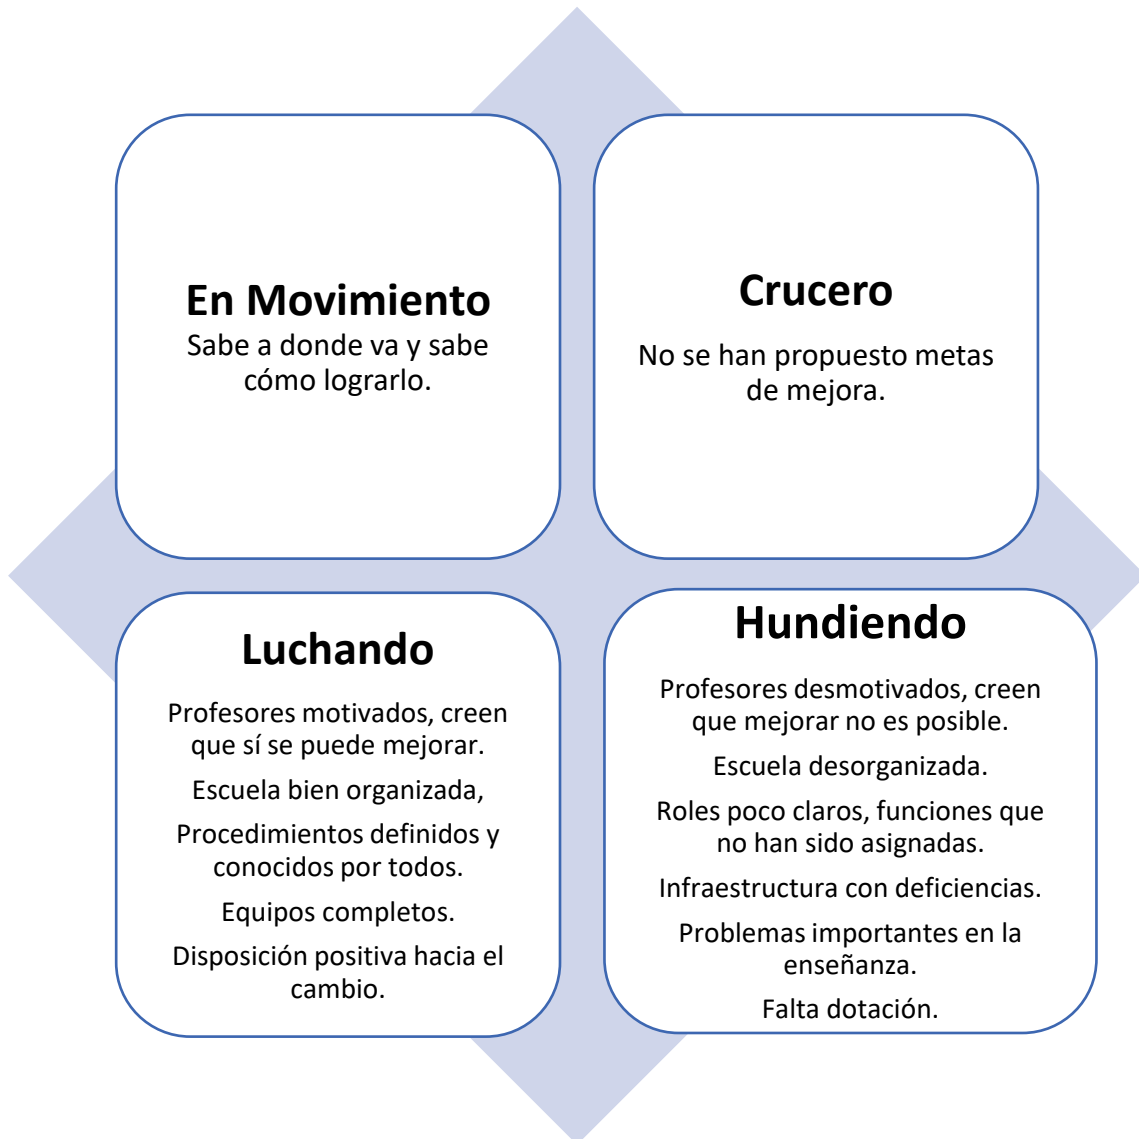 En Movimiento
Sabe a donde va y sabe
cómo lograrlo.
Crucero
No se han propuesto metas
de mejora.
Luchando
Profesores motivados, creen
que sí se puede mejorar.
Escuela bien organizada,
Procedimientos definidos y
conocidos por todos.
Equipos completos.
Disposición positiva hacia el
cambio.
Hundiendo
Profesores desmotivados, creen
que mejorar no es posible.
Escuela desorganizada.
Roles poco claros, funciones que
no han sido asignadas.
Infraestructura con deficiencias.
Problemas importantes en la
enseñanza.
Falta dotación.